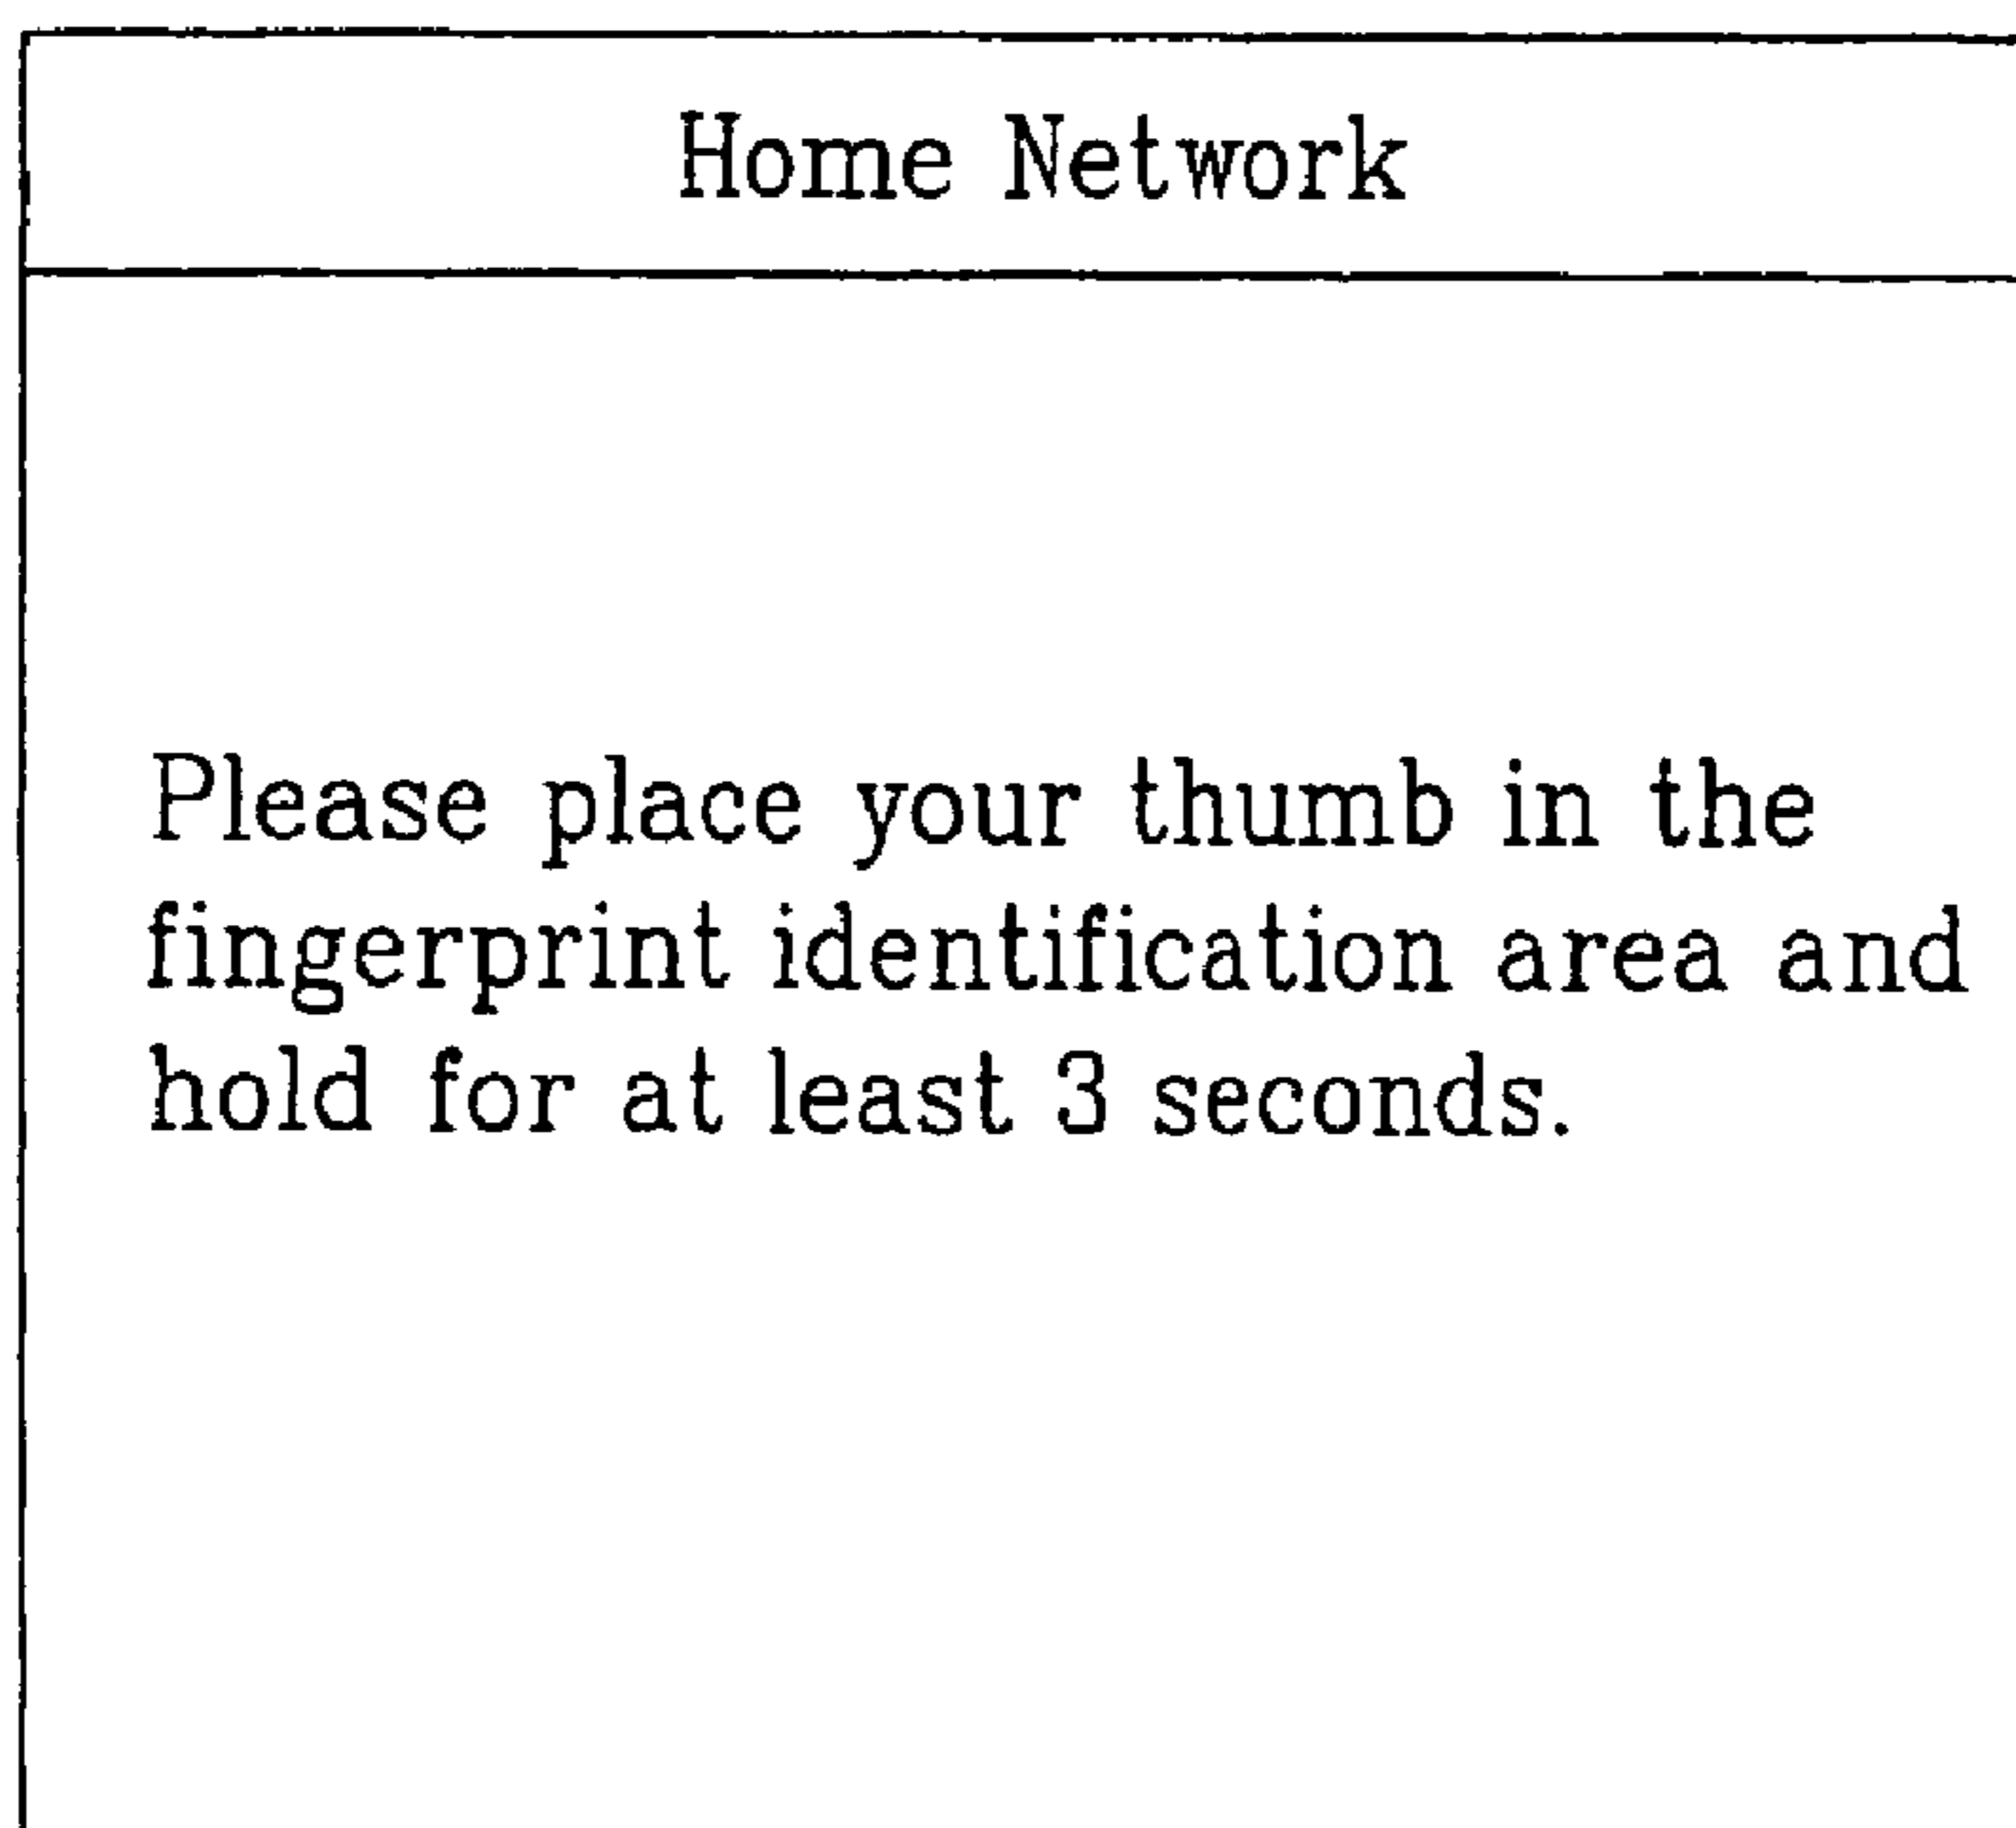 Home Network
Please place your thumb in the
fingerprint identification area and
hold for at least 3 seconds.